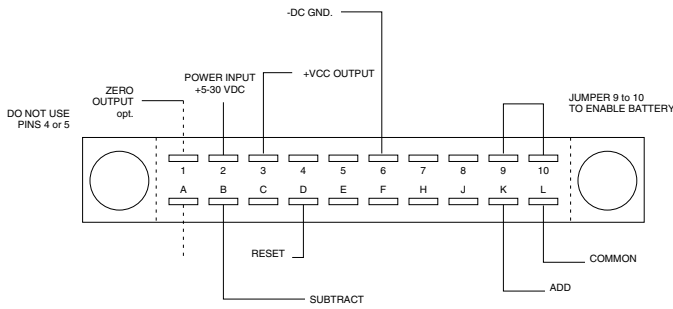 -DC GND.
ZERO
OUTPUT
opt.
POWER INPUT
+5-30 VDC
+VCC OUTPUT
DO NOT USE
PINS 4 or 5
JUMPER 9 to 10
TO ENABLE BATTERY
1 2 3 4 5 6 7 8 9 10
A B C D E F H J K L
RESET
COMMON
ADD
SUBTRACT